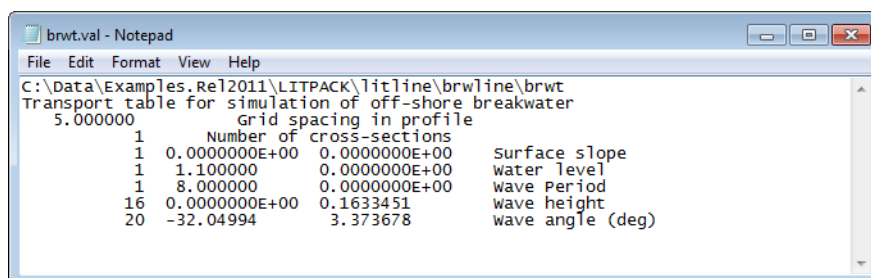 brwt.val - Notepad
File Edit Format View Help
C:\Data\Examples.Rel2011\LITPACK\litline\brwline\brwt
Transport table for simulation of off-shore breakwater
5.000000 Grid spacing in profile
1 Number of cross-sections
1 0.0000000E+00 0.0000000E+00 Surface slope
1 1.100000 0.0000000E+00 Water level
1 8.000000 0.0000000E+00 Wave Period
16 0.0000000E+00 0.1633451 Wave height
20 -32.04994 3.373678 Wave angle (deg)